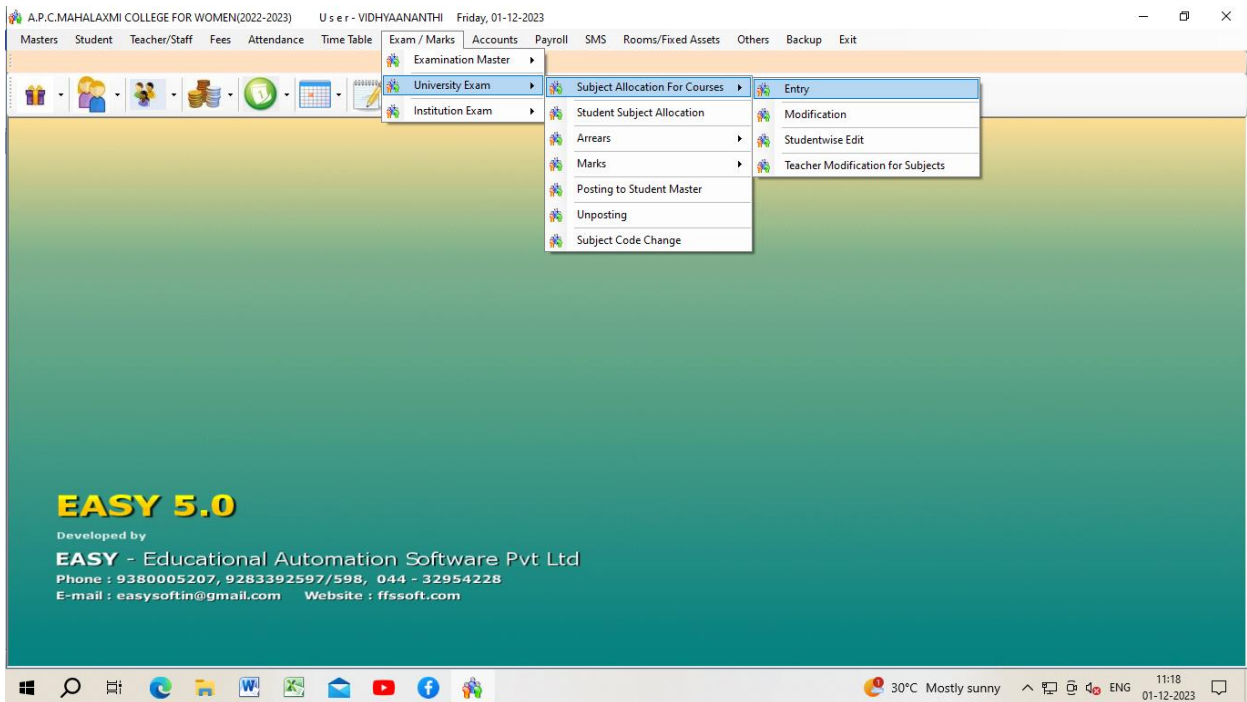 A.P.C.MAHALAXMI COLLEGE FOR WOMEN(2022-2023) U s e r - VIDHYAANANTHI Friday, 01-12-2023
Masters Student Teacher/Staff Fees Attendance Time Table Exam / Marks Accounts Payroll SMS Rooms/Fixed Assets Others Backup Exit
Examination Master
University Exam
Institution Exam
Subject Allocation For Courses
Student Subject Allocation
Arrears
Marks
Posting to Student Master
Unposting
Subject Code Change
Entry
Modification
Studentwise Edit
Teacher Modification for Subjects
EASY 5.0
Developed by
EASY - Educational Automation Software Pvt Ltd
Phone : 9380005207, 9283392597/598, 044 - 32954228
E-mail : easysoftin@gmail.com Website : ffssoft.com
30°C Mostly sunny ENG 11:18
01-12-2023